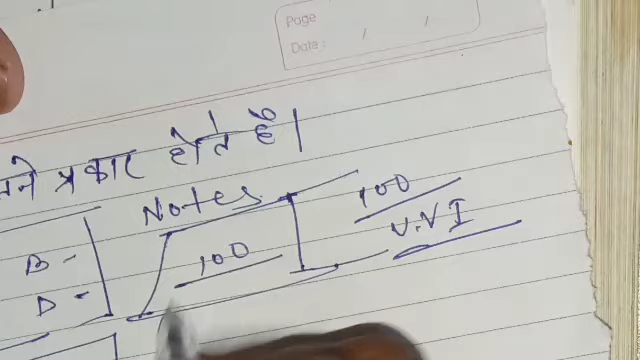 Page
Date : / /
प्रकार होते हैं।
Notes
100
V.V.I
B -
100
D -